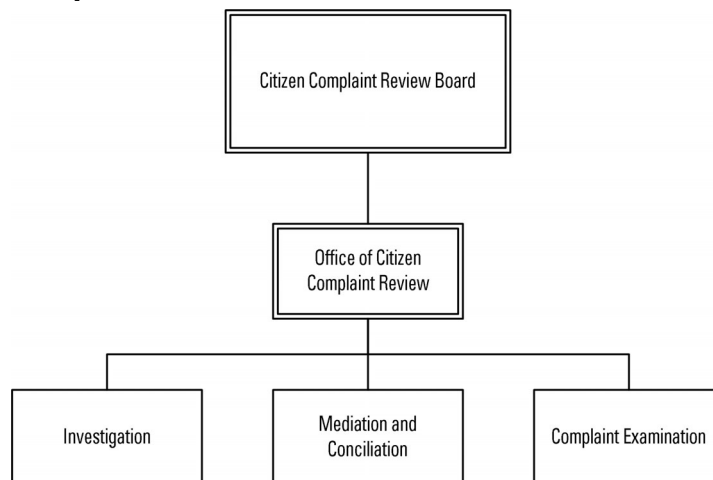 Citizen Complaint Review Board
Office of Citizen
Complaint Review
Investigation
Mediation and
Conciliation
Complaint Examination